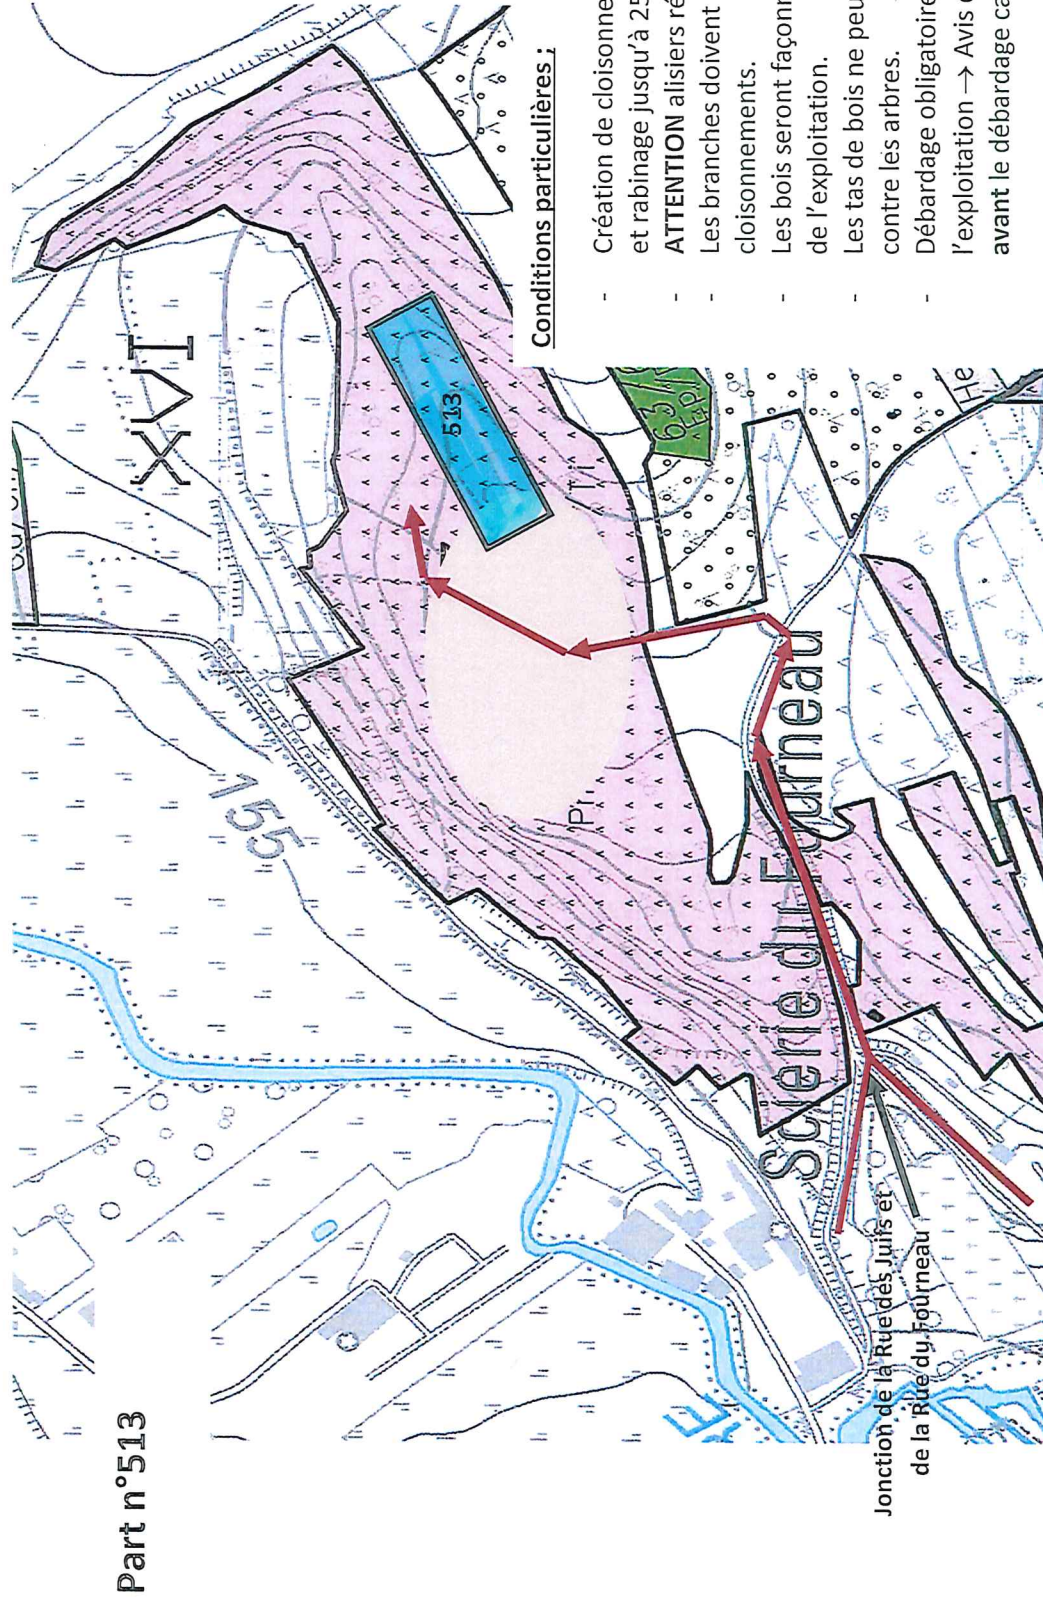 Part n°513
XVI
155
513
Scierie du Fourneau
63
Jonction de la Rue des Juifs et
de la Rue du Fourneau
Conditions particulières :
- Création de cloisonne
et rabinage jusqu'à 25
- ATTENTION alisiers ré
- Les branches doivent
cloisonnements.
- Les bois seront façonn
de l'exploitation.
- Les tas de bois ne peu
contre les arbres.
- Débardage obligatoire
l'exploitation → Avis
avant le débardage ca